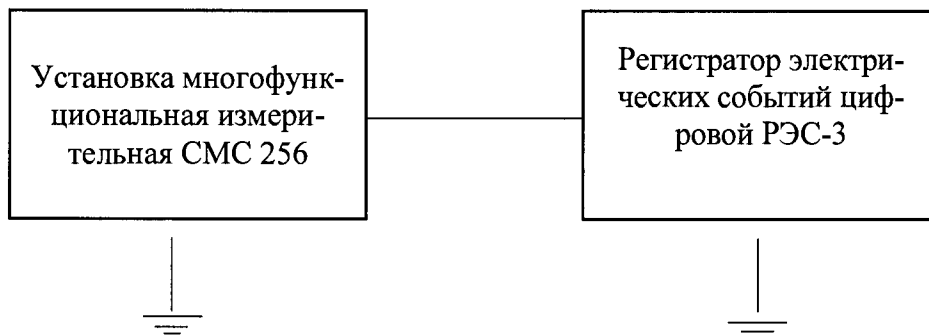 Установка многофунк-
циональная измери-
тельная СМС 256
Регистратор электри-
ческих событий циф-
ровой РЭС-3